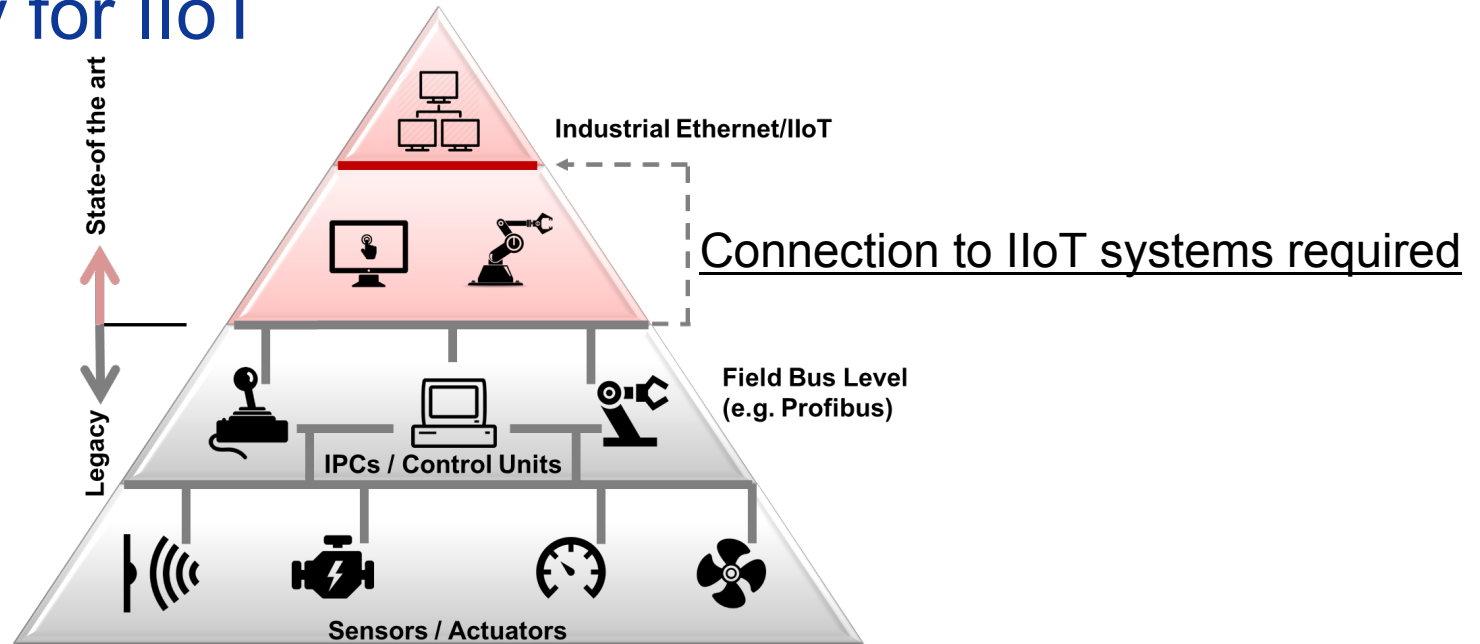 for IIoT
State-of the art
Industrial Ethernet/IIoT
Connection to IIoT systems required
Legacy
Field Bus Level
(e.g. Profibus)
IPCs / Control Units
Sensors / Actuators